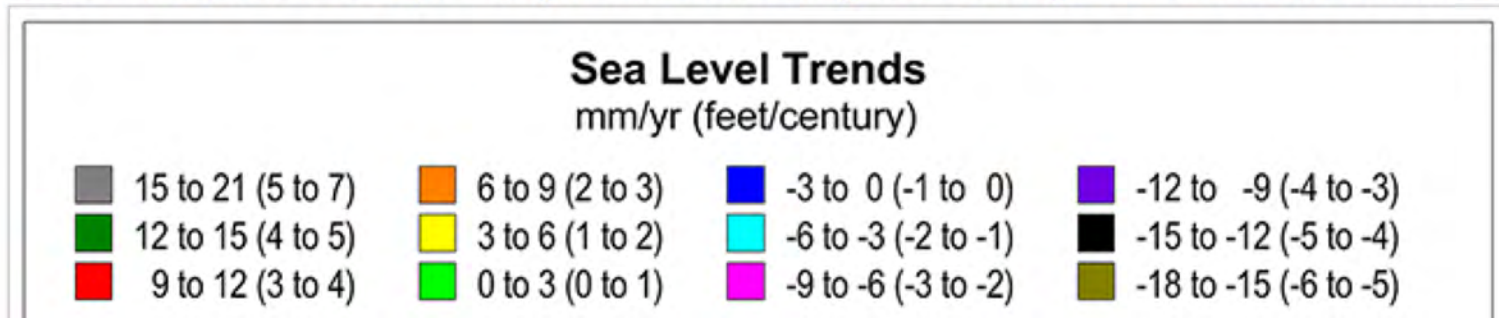 Sea Level Trends
mm/yr (feet/century)
15 to 21 (5 to 7) 6 to 9 (2 to 3) -3 to 0 (-1 to 0) -12 to -9 (-4 to -3)
12 to 15 (4 to 5) 3 to 6 (1 to 2) -6 to -3 (-2 to -1) -15 to -12 (-5 to -4)
9 to 12 (3 to 4) 0 to 3 (0 to 1) -9 to -6 (-3 to -2) -18 to -15 (-6 to -5)